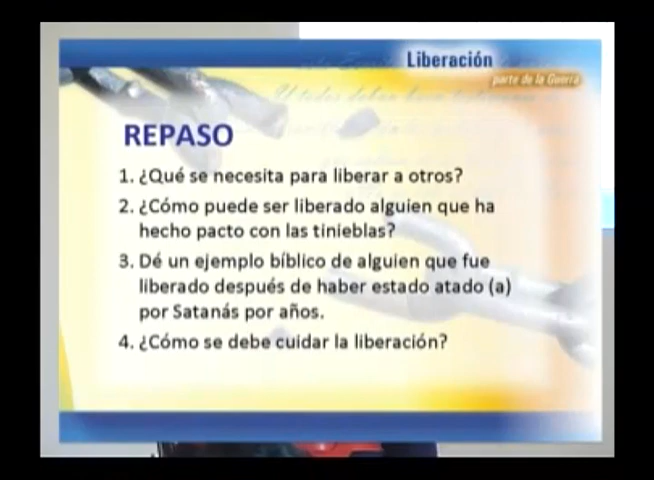 Liberación
parte de la Guerra
REPASO
1. ¿Qué se necesita para liberar a otros?
2. ¿Cómo puede ser liberado alguien que ha
hecho pacto con las tinieblas?
3. Dé un ejemplo bíblico de alguien que fue
liberado después de haber estado atado (a)
por Satanás por años.
4. ¿Cómo se debe cuidar la liberación?